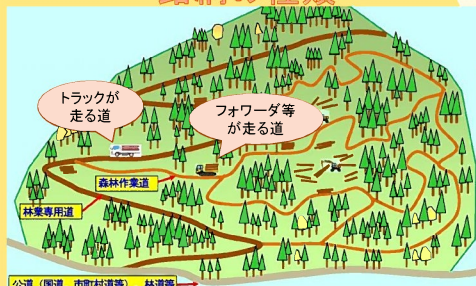 トラックが
走る道
フォワーダ等
が走る道
森林作業道
林業専用道
公道（国道、市町村道等）、林道等